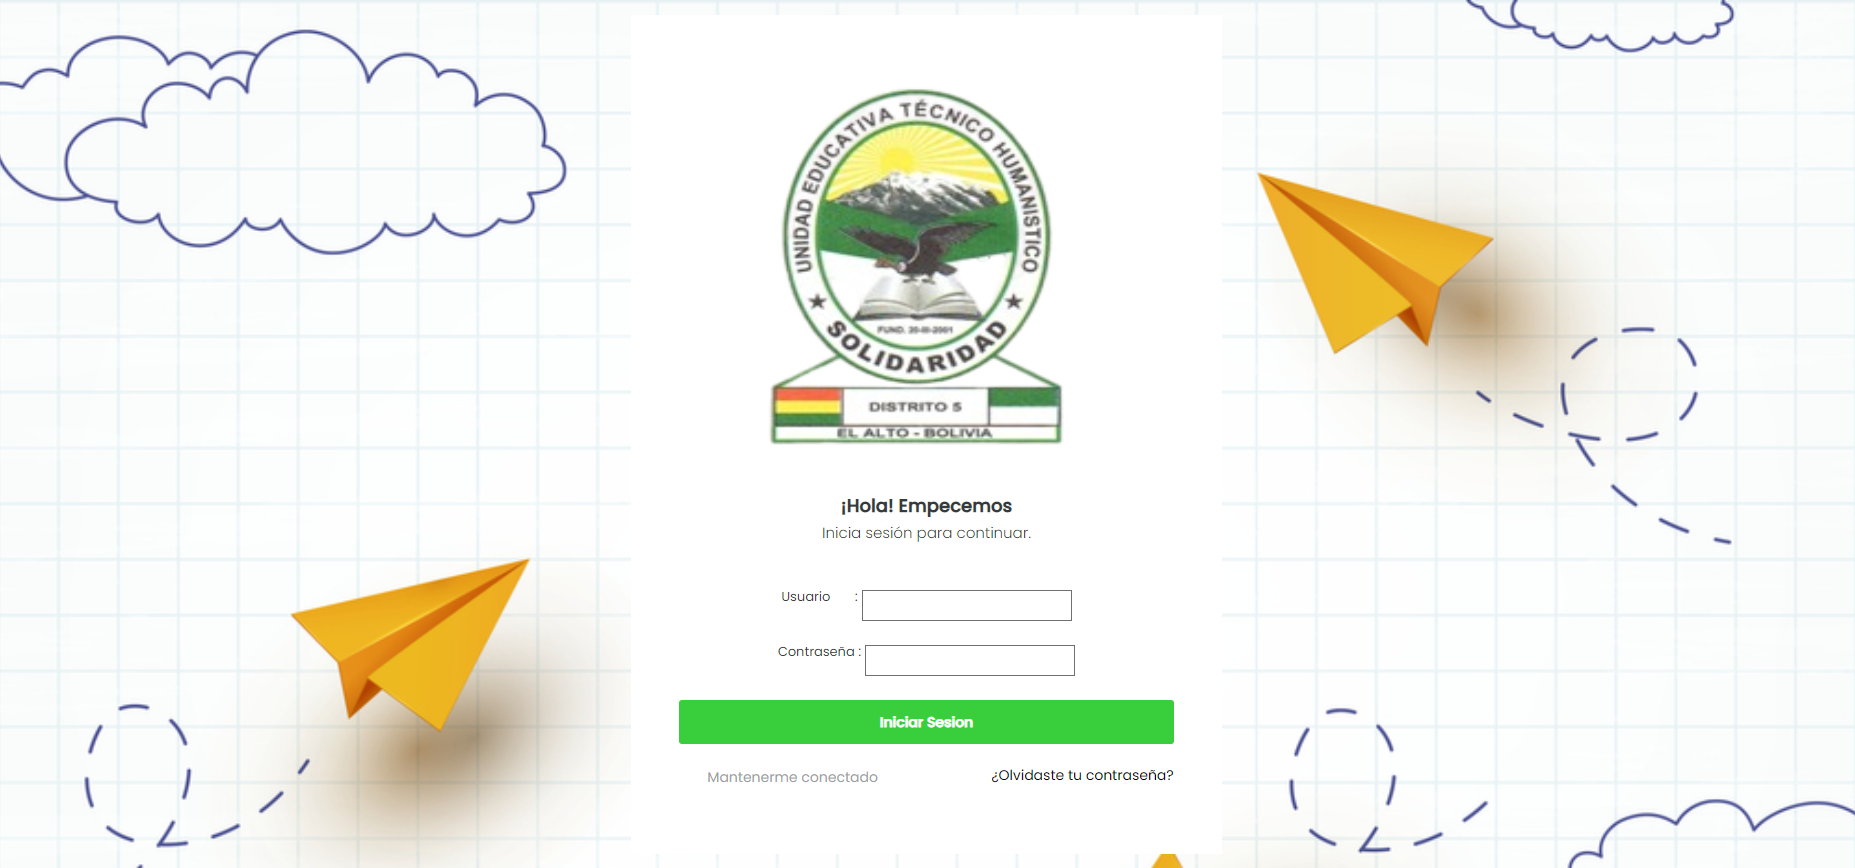 UNIDAD EDUCATIVA TÉCNICO HUMANISTICO
FUND. 20-III-2001
SOLIDARIDAD
DISTRITO 5
EL ALTO - BOLIVIA
¡Hola! Empecemos
Inicia sesión para continuar.
Usuario :
Contraseña :
Iniciar Sesion
Mantenerme conectado ¿Olvidaste tu contraseña?